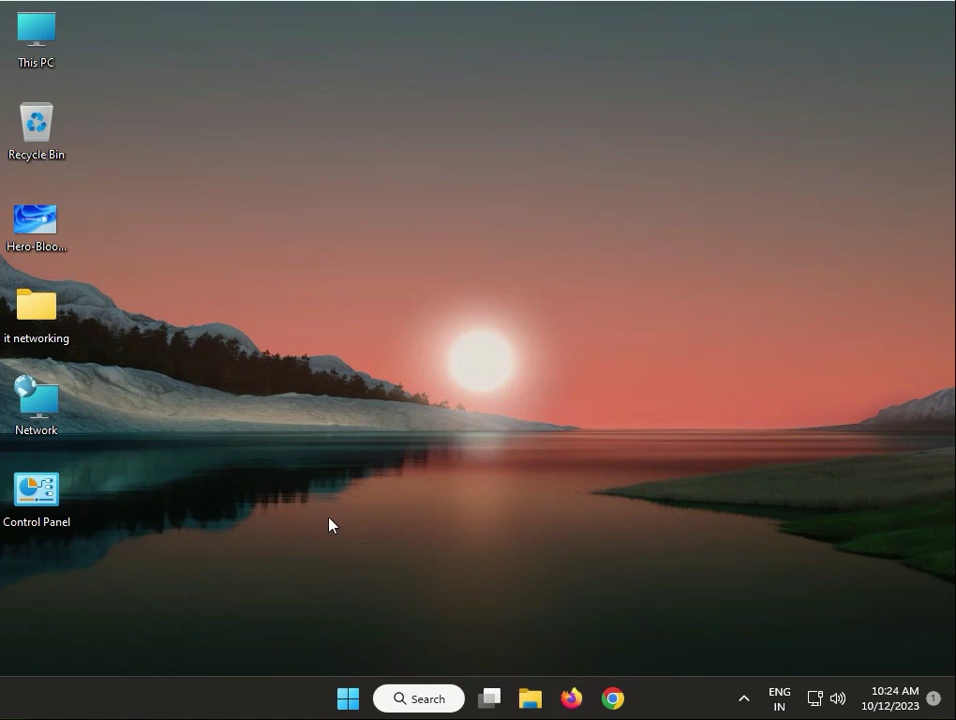 This PC
Recycle Bin
Hero-Bloo...
it networking
Network
Control Panel
Search
ENG
IN
10:24 AM
10/12/2023
1